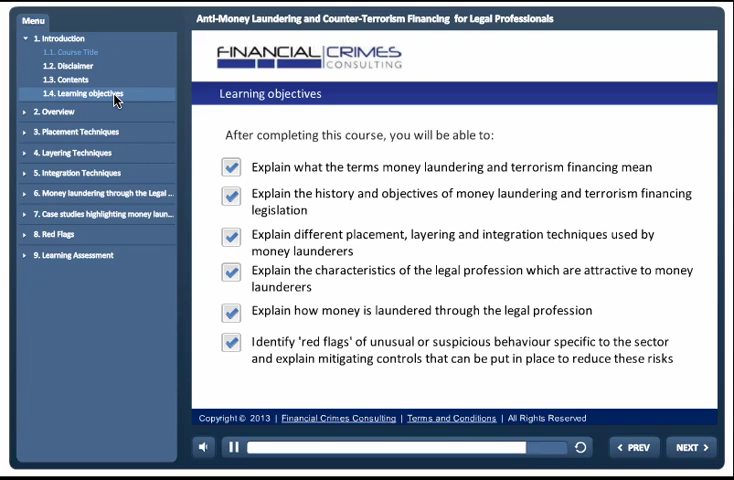 Menu
Anti-Money Laundering and Counter-Terrorism Financing for Legal Professionals
1. Introduction
1.1. Course Title
1.2. Disclaimer
1.3. Contents
1.4. Learning objectives
2. Overview
3. Placement Techniques
4. Layering Techniques
5. Integration Techniques
6. Money laundering through the Legal ...
7. Case studies highlighting money laun...
8. Red Flags
9. Learning Assessment
FINANCIAL CRIMES
CONSULTING
Learning objectives
After completing this course, you will be able to:
Explain what the terms money laundering and terrorism financing mean
Explain the history and objectives of money laundering and terrorism financing
legislation
Explain different placement, layering and integration techniques used by
money launderers
Explain the characteristics of the legal profession which are attractive to money
launderers
Explain how money is laundered through the legal profession
Identify 'red flags' of unusual or suspicious behaviour specific to the sector
and explain mitigating controls that can be put in place to reduce these risks
Copyright © 2013 | Financial Crimes Consulting | Terms and Conditions | All Rights Reserved
< PREV
NEXT >